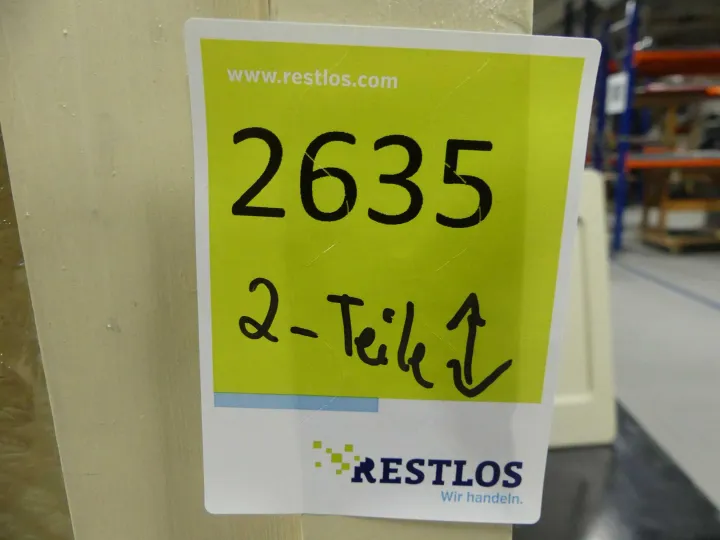 www.restlos.com
2635
2-Teile ↕
RESTLOS
Wir handeln.